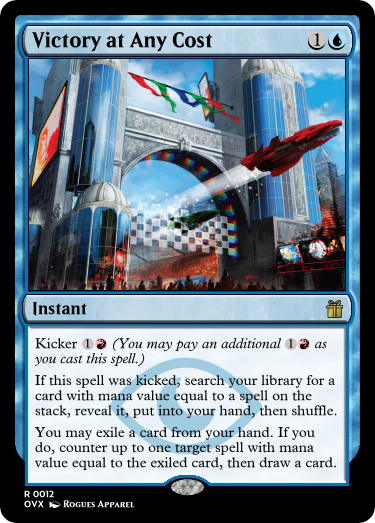 Victory at Any Cost 1
Instant
Kicker 1 (You may pay an additional 1 as
you cast this spell.)
If this spell was kicked, search your library for a
card with mana value equal to a spell on the
stack, reveal it, put into your hand, then shuffle.
You may exile a card from your hand. If you
do, counter up to one target spell with mana
value equal to the exiled card, then draw a card.
R 0012
OVX Rogues Apparel